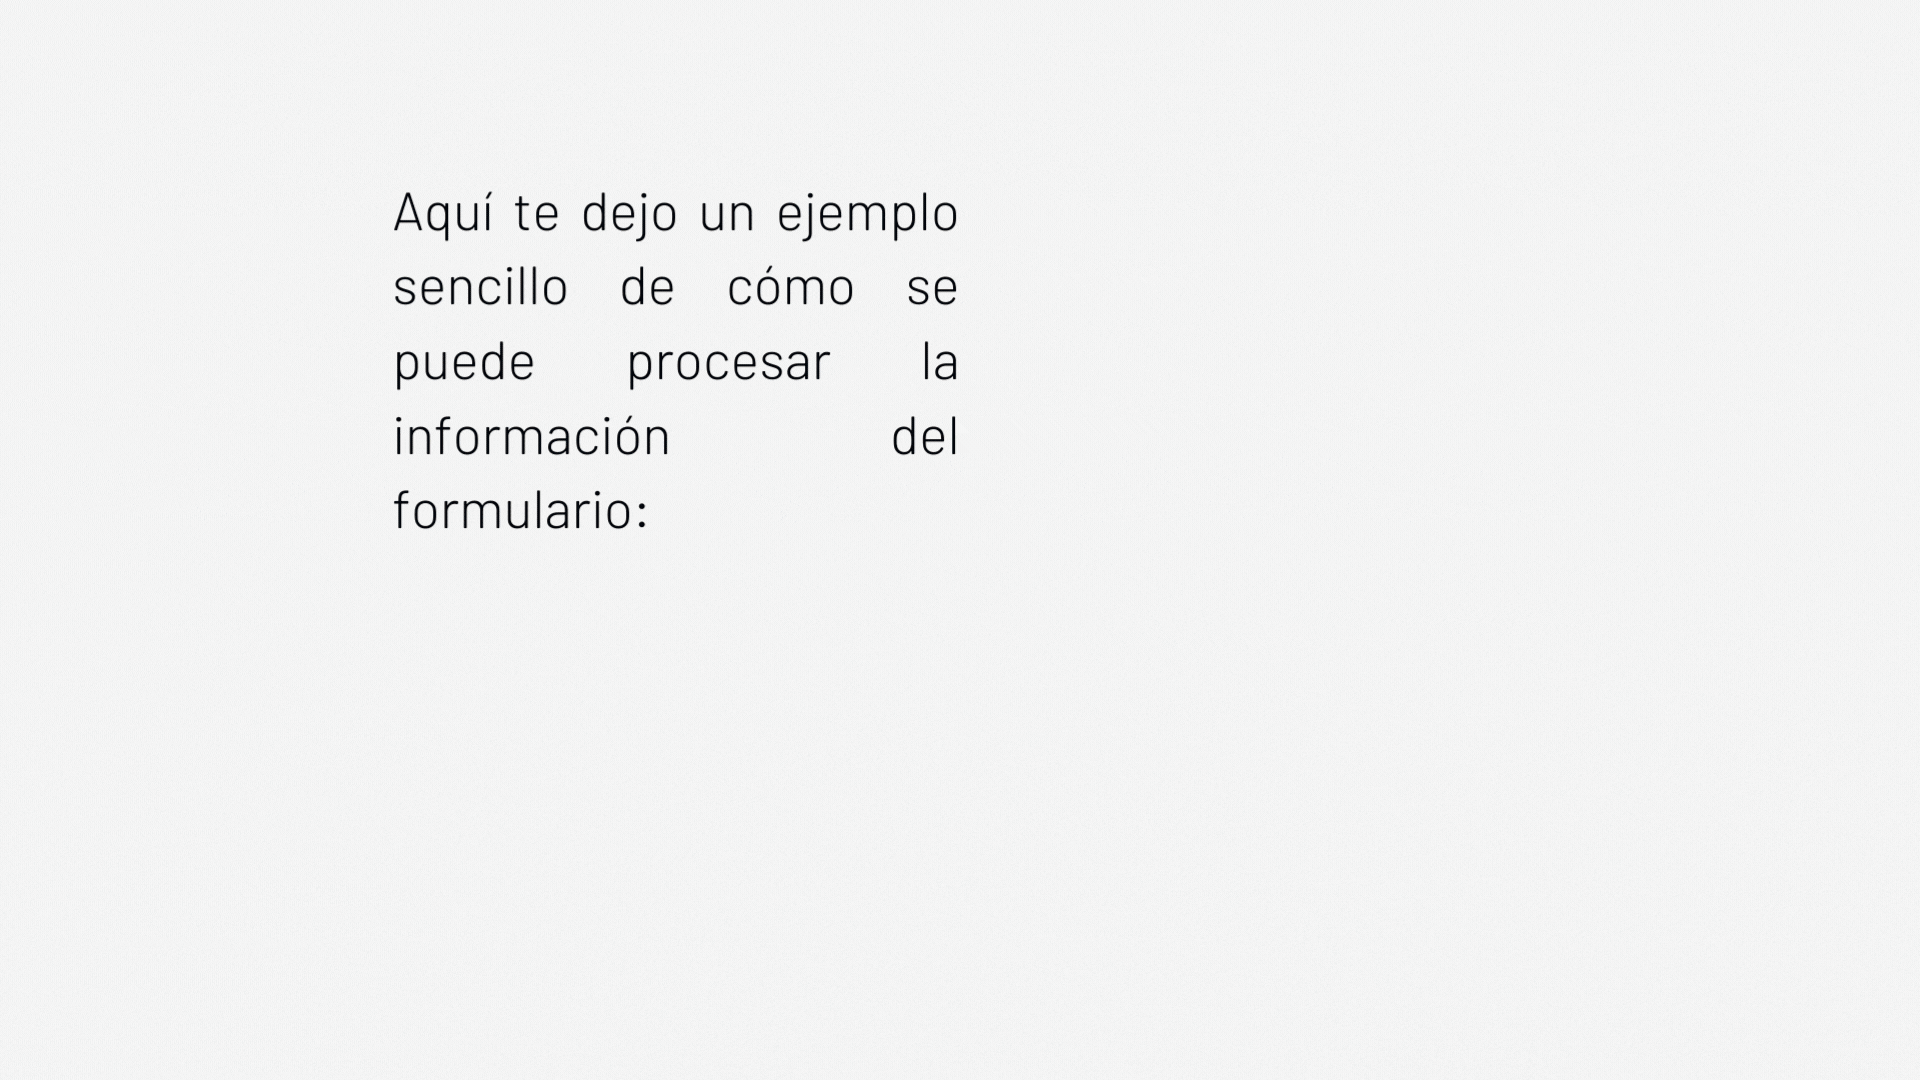 Aquí te dejo un ejemplo
sencillo de cómo se
puede procesar la
información del
formulario: